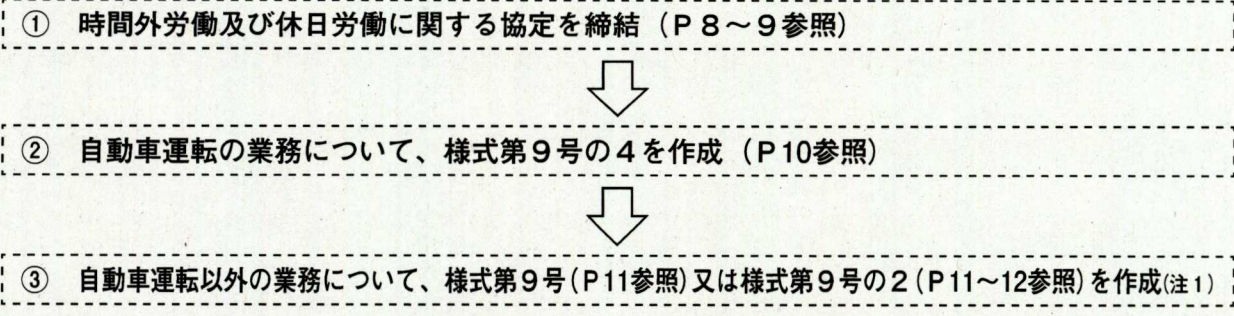 ① 時間外労働及び休日労働に関する協定を締結（P8～9参照）
② 自動車運転の業務について、様式第9号の4を作成（P10参照）
③ 自動車運転以外の業務について、様式第9号（P11参照）又は様式第9号の2（P11～12参照）を作成（注1）